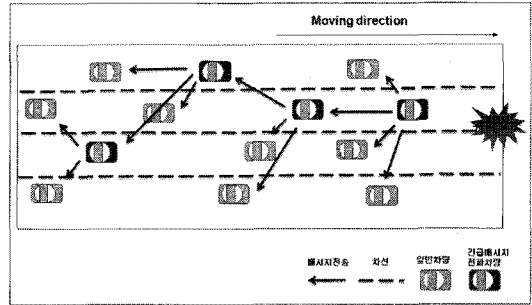 Moving direction
메시지전송
차선
일반차량
긴급메시지
전파차량